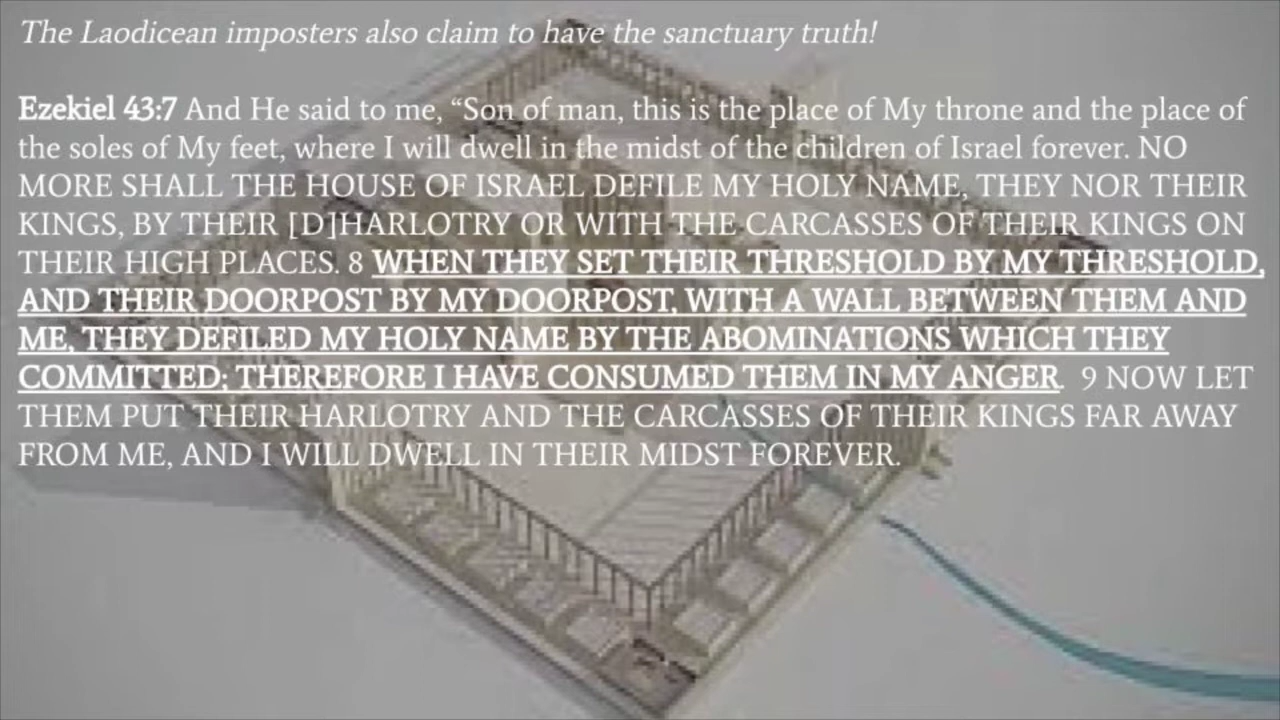 The Laodicean imposters also claim to have the sanctuary truth!
Ezekiel 43:7 And He said to me, “Son of man, this is the place of My throne and the place of
the soles of My feet, where I will dwell in the midst of the children of Israel forever. NO
MORE SHALL THE HOUSE OF ISRAEL DEFILE MY HOLY NAME, THEY NOR THEIR
KINGS, BY THEIR [D]HARLOTRY OR WITH THE CARCASSES OF THEIR KINGS ON
THEIR HIGH PLACES. 8 WHEN THEY SET THEIR THRESHOLD BY MY THRESHOLD,
AND THEIR DOORPOST BY MY DOORPOST, WITH A WALL BETWEEN THEM AND
ME, THEY DEFILED MY HOLY NAME BY THE ABOMINATIONS WHICH THEY
COMMITTED; THEREFORE I HAVE CONSUMED THEM IN MY ANGER. 9 NOW LET
THEM PUT THEIR HARLOTRY AND THE CARCASSES OF THEIR KINGS FAR AWAY
FROM ME, AND I WILL DWELL IN THEIR MIDST FOREVER.